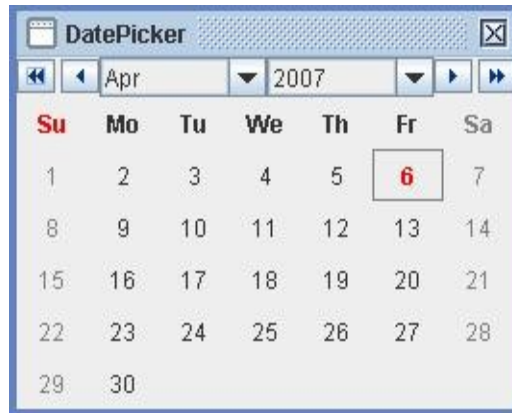 DatePicker
Apr 2007
Su Mo Tu We Th Fr Sa
1 2 3 4 5 6 7
8 9 10 11 12 13 14
15 16 17 18 19 20 21
22 23 24 25 26 27 28
29 30